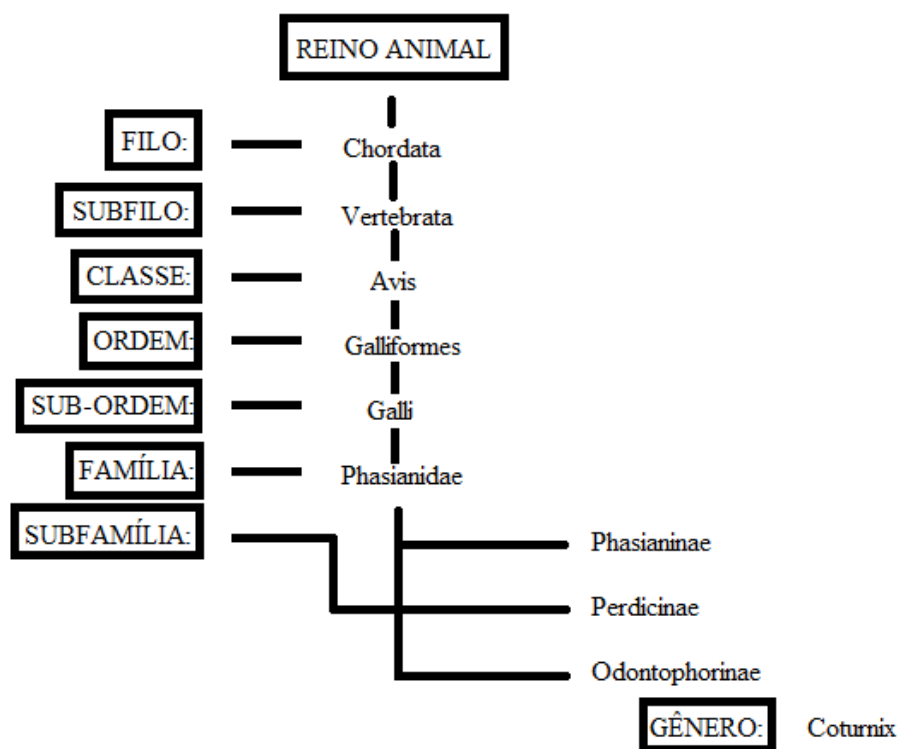 REINO ANIMAL
FILO: Chordata
SUBFILO: Vertebrata
CLASSE: Avis
ORDEM: Galliformes
SUB-ORDEM: Galli
FAMÍLIA: Phasianidae
SUBFAMÍLIA:
Phasianinae
Perdicinae
Odontophorinae
GÊNERO: Coturnix